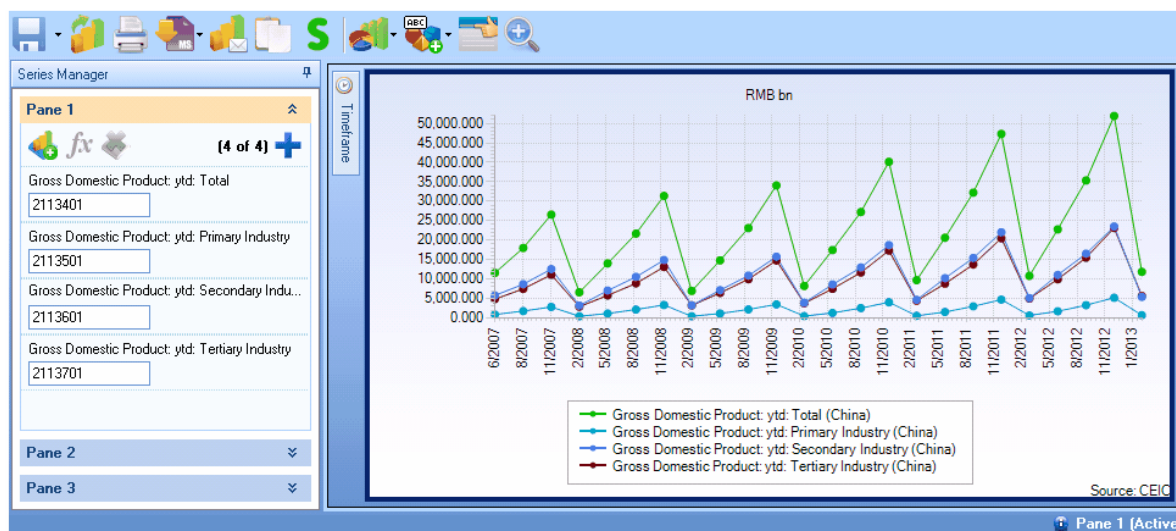 MS
ABC
S
Series Manager
Pane 1
fx
(4 of 4)
Gross Domestic Product: ytd: Total
2113401
Gross Domestic Product: ytd: Primary Industry
2113501
Gross Domestic Product: ytd: Secondary Indu...
2113601
Gross Domestic Product: ytd: Tertiary Industry
2113701
Pane 2
Pane 3
Timeframe
RMB bn
50,000.000
45,000.000
40,000.000
35,000.000
30,000.000
25,000.000
20,000.000
15,000.000
10,000.000
5,000.000
0.000
6/2007
8/2007
11/2007
2/2008
5/2008
8/2008
11/2008
2/2009
5/2009
8/2009
11/2009
2/2010
5/2010
8/2010
11/2010
2/2011
5/2011
8/2011
11/2011
2/2012
5/2012
8/2012
11/2012
1/2013
Gross Domestic Product: ytd: Total (China)
Gross Domestic Product: ytd: Primary Industry (China)
Gross Domestic Product: ytd: Secondary Industry (China)
Gross Domestic Product: ytd: Tertiary Industry (China)
Source: CEIC
Pane 1 (Active